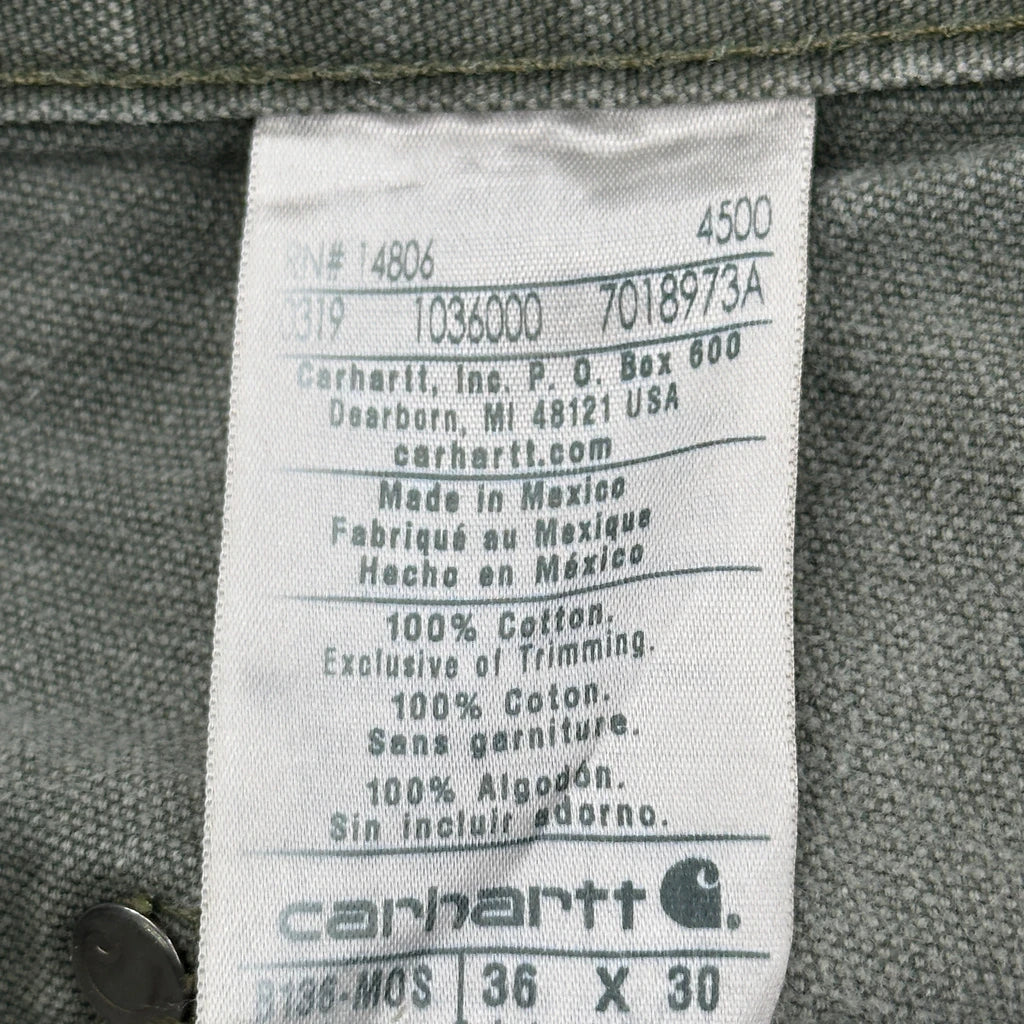 RN# 14806 4500
0319 1036000 7018973A
Carhartt, Inc. P. O. Box 600
Dearborn, MI 48121 USA
carhartt.com
Made in Mexico
Fabriqué au Mexique
Hecho en México
100% Cotton.
Exclusive of Trimming.
100% Coton.
Sans garniture.
100% Algodón.
Sin incluir adorno.
carhartt
36 X 30